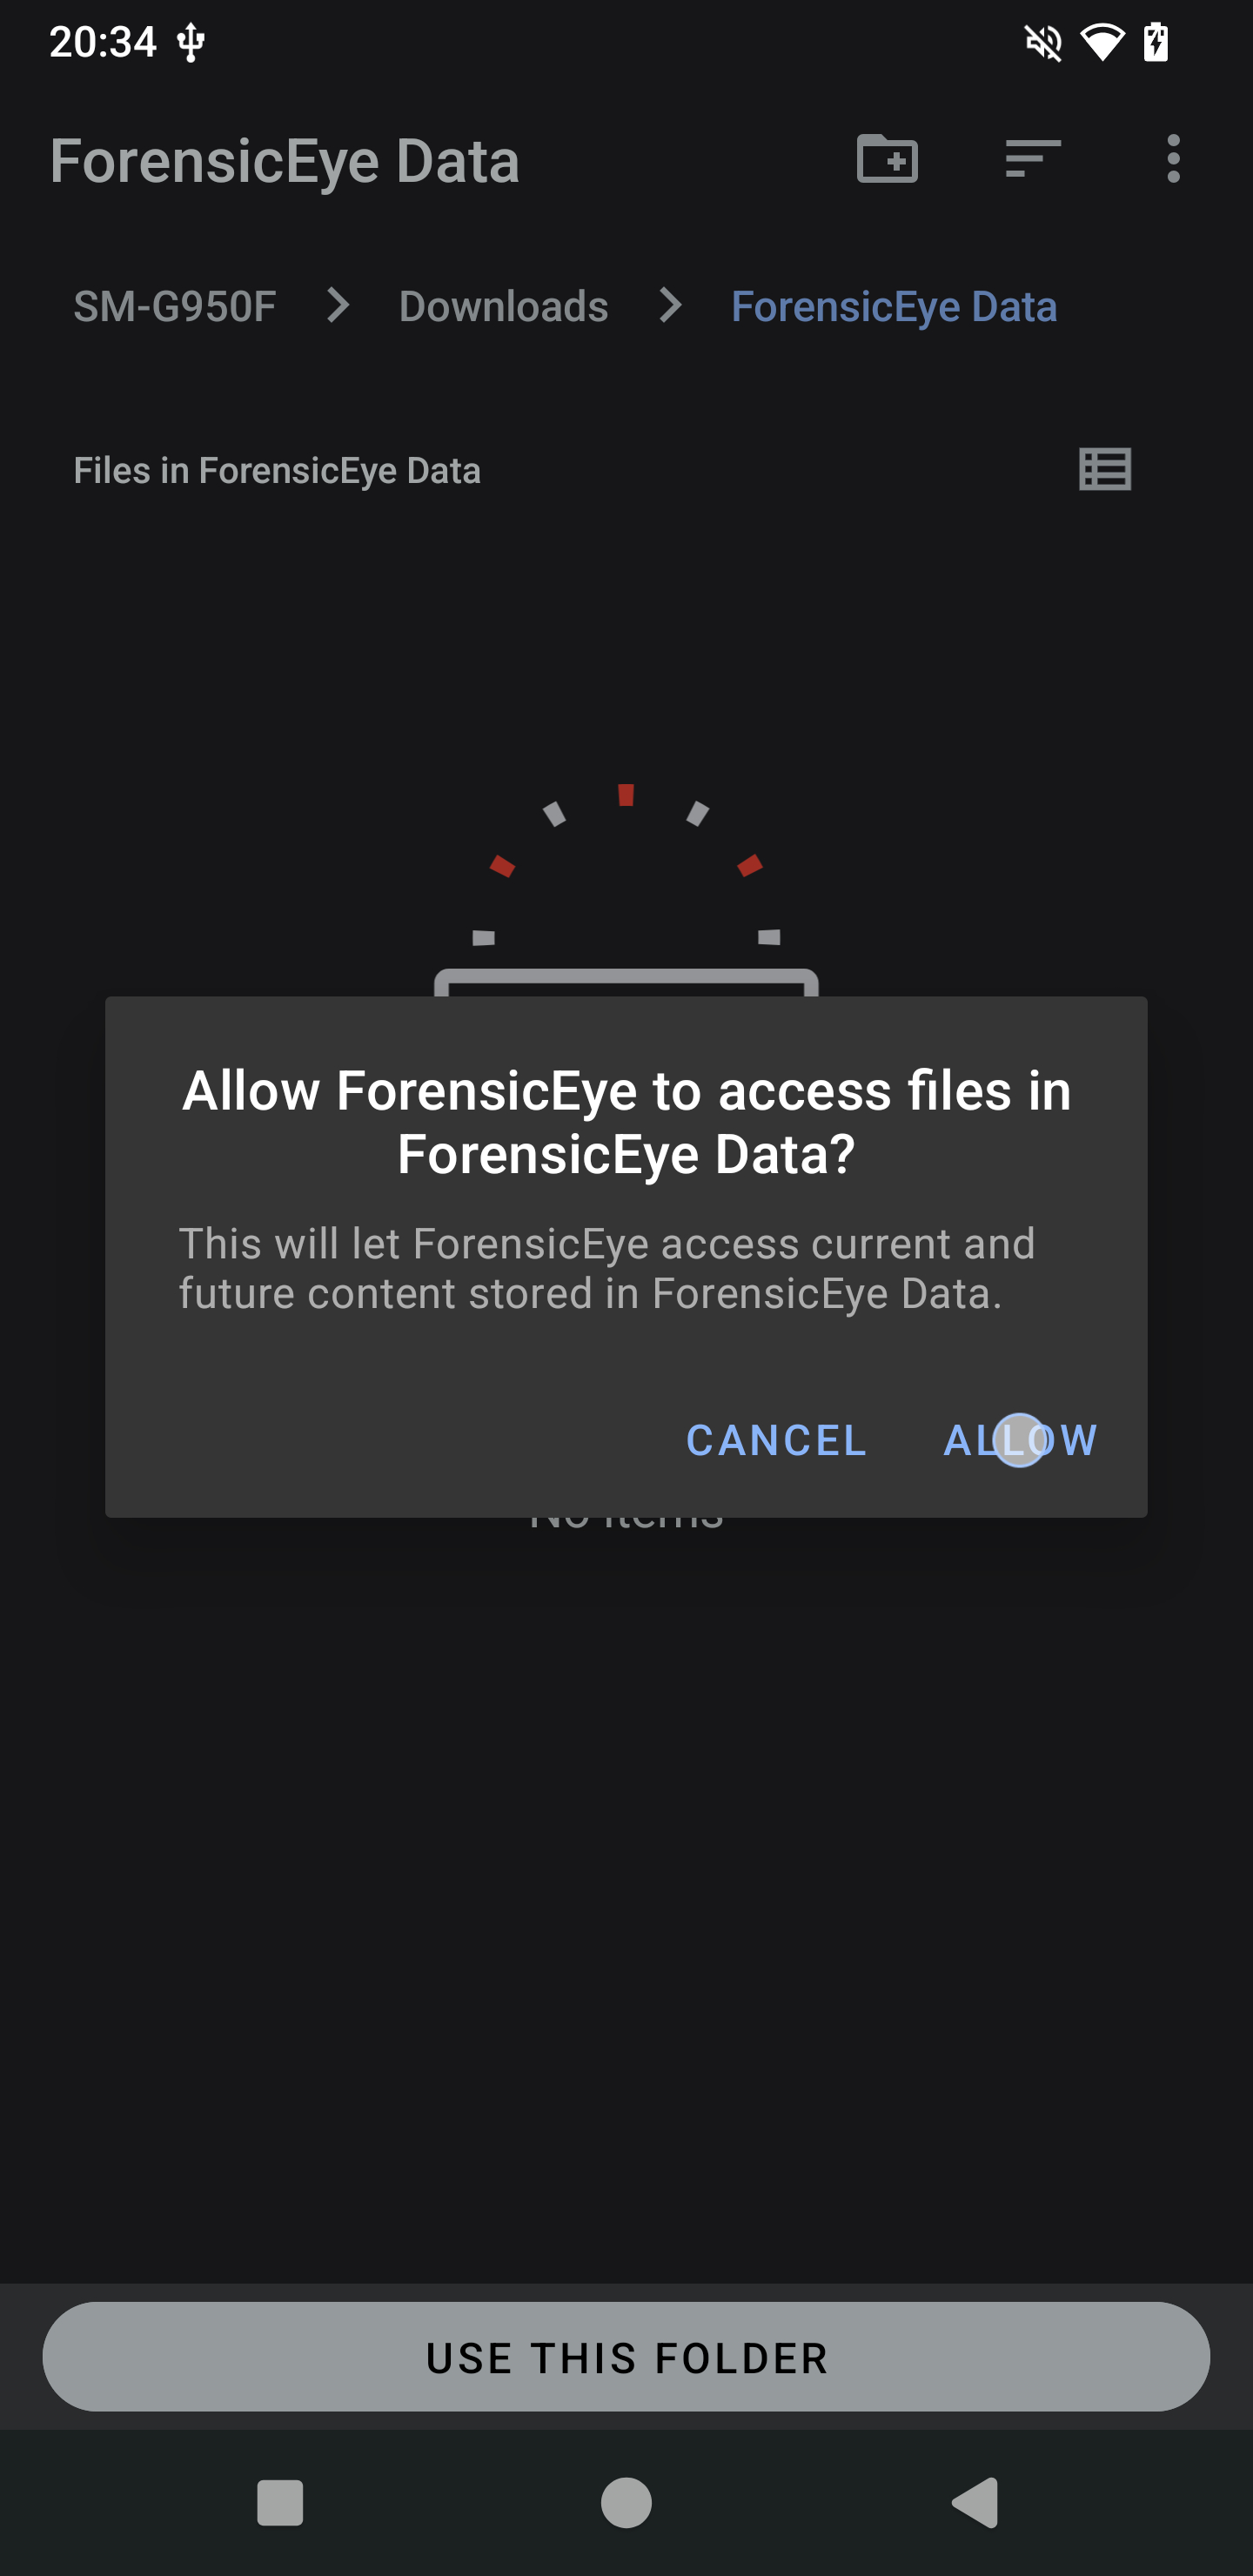 20:34
ForensicEye Data
SM-G950F
Downloads
ForensicEye Data
Files in ForensicEye Data
Allow ForensicEye to access files in
ForensicEye Data?
This will let ForensicEye access current and
future content stored in ForensicEye Data.
CANCEL
ALLOW
No items
USE THIS FOLDER